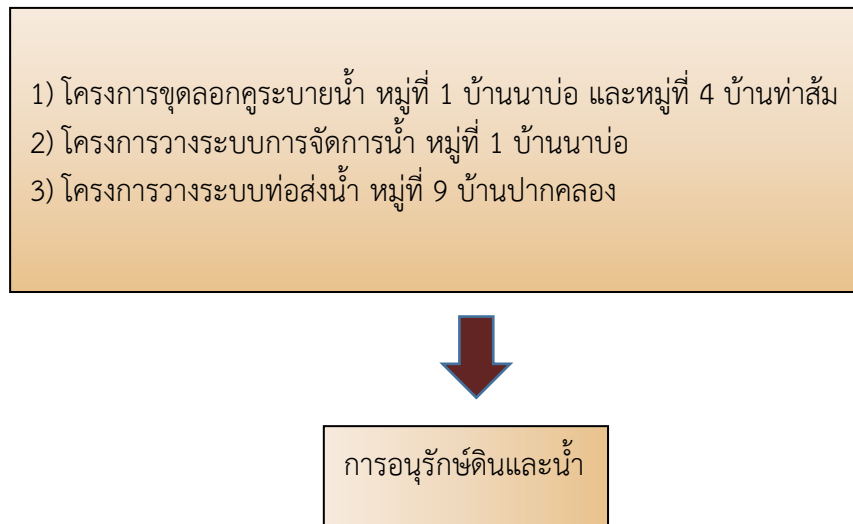 1) โครงการขุดลอกคูระบายน้ำ หมู่ที่ 1 บ้านนาบ่อ และหมู่ที่ 4 บ้านท่าส้ม
2) โครงการวางระบบการจัดการน้ำ หมู่ที่ 1 บ้านนาบ่อ
3) โครงการวางระบบท่อส่งน้ำ หมู่ที่ 9 บ้านปากคลอง
การอนุรักษ์ดินและน้ำ